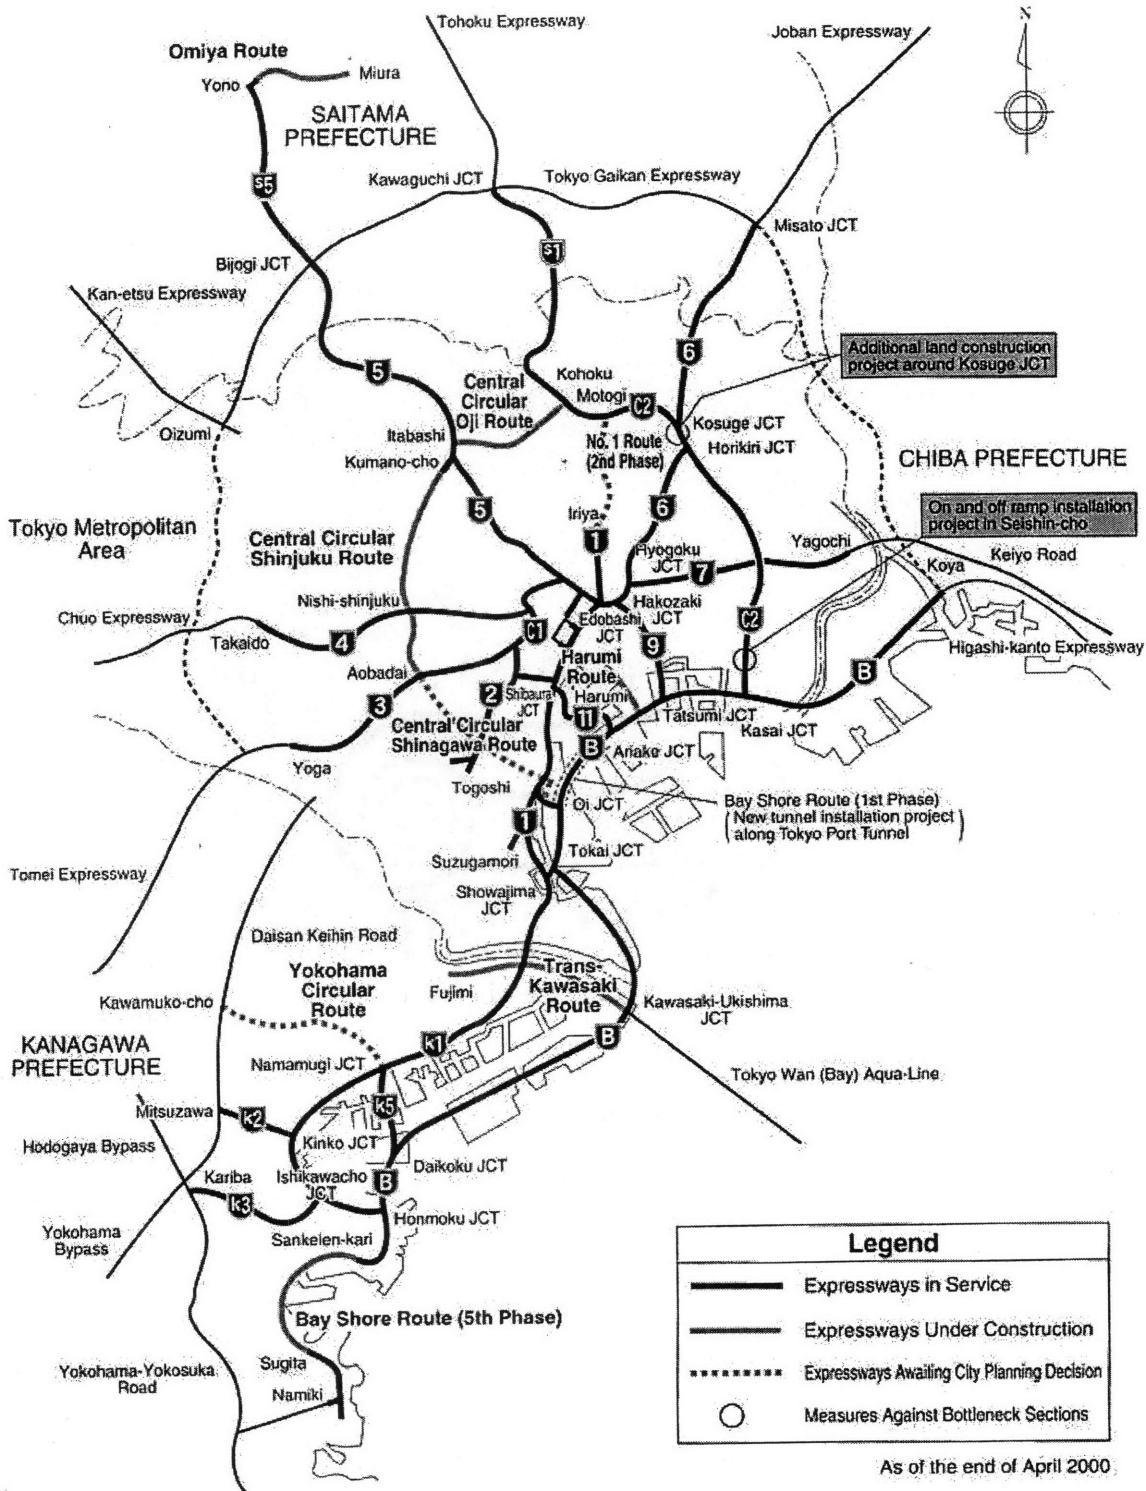 N
Tohoku Expressway
Joban Expressway
Omiya Route
Yono
Miura
SAITAMA
PREFECTURE
Kawaguchi JCT
Tokyo Gaikan Expressway
S5
Misato JCT
S1
Bijogi JCT
Kan-etsu Expressway
Additional land construction
project around Kosuge JCT
6
5
Central
Circular
Oji Route
Kohoku
Motogi
C2
Oizumi
Itabashi
Kosuge JCT
Kumano-cho
No. 1 Route
(2nd Phase)
Horikiri JCT
CHIBA PREFECTURE
On and off ramp installation
project in Seishin-cho
Tokyo Metropolitan
Area
5
Iriya
6
Central Circular
Shinjuku Route
1
Ryogoku
JCT
7
Yagochi
Keiyo Road
Koya
Nishi-shinjuku
Hakozaki
JCT
Chuo Expressway
Edobashi
JCT
C2
Takaido
4
C1
9
Higashi-kanto Expressway
Harumi
Route
Aobadai
B
3
2
Shibaura
JCT
Harumi
11
Tatsumi JCT
Kasai JCT
Central Circular
Shinagawa Route
B
Ariake JCT
Yoga
Togoshi
Oi JCT
Bay Shore Route (1st Phase)
( New tunnel installation project
along Tokyo Port Tunnel )
1
Suzugamori
Tokai JCT
Tomei Expressway
Showajima
JCT
Daisan Keihin Road
Yokohama
Circular
Route
Trans-
Kawasaki
Route
Fujimi
Kawamuko-cho
Kawasaki-Ukishima
JCT
KANAGAWA
PREFECTURE
K1
B
Namamugi JCT
Tokyo Wan (Bay) Aqua-Line
Mitsuzawa
K2
K5
Hodogaya Bypass
Kinko JCT
Daikoku JCT
Kariba
Ishikawacho
JCT
B
K3
Honmoku JCT
Yokohama
Bypass
Sankeien-kari
Legend
Expressways in Service
Bay Shore Route (5th Phase)
Expressways Under Construction
Sugita
Yokohama-Yokosuka
Road
Expressways Awailing City Planning Decision
Namiki
Measures Against Bottleneck Sections
As of the end of April 2000